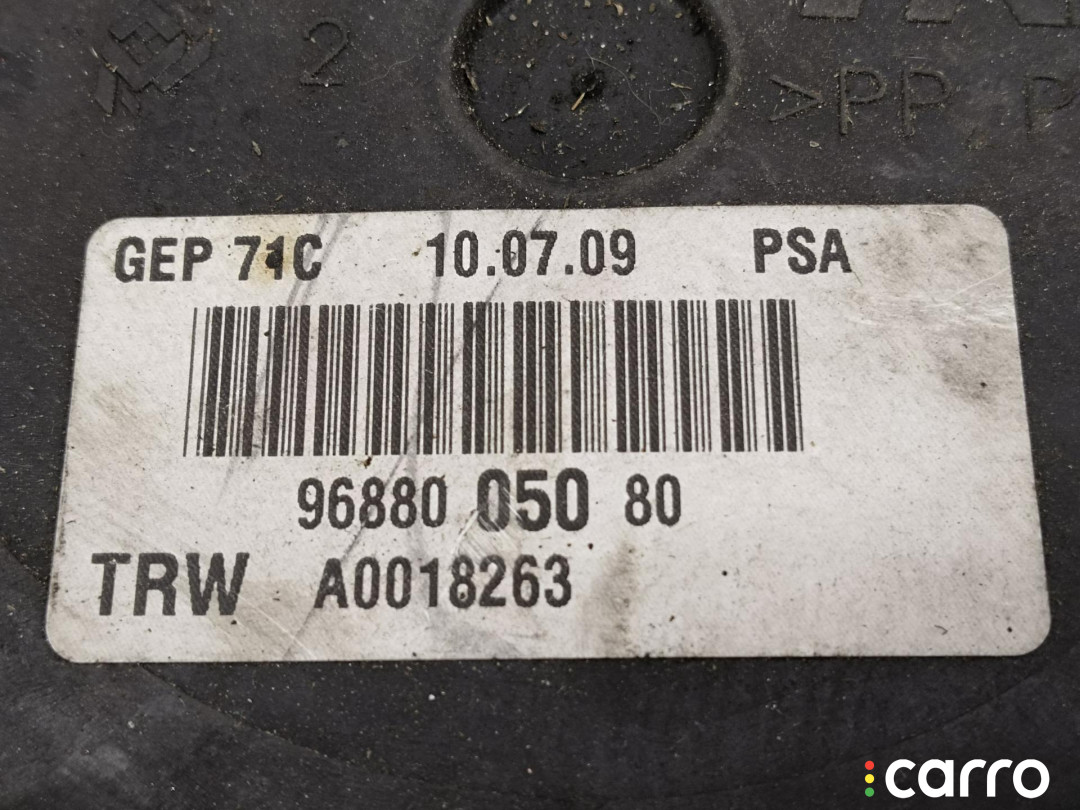 2
>PP P
GEP 71C 10.07.09 PSA
96880 050 80
TRW A0018263
carro